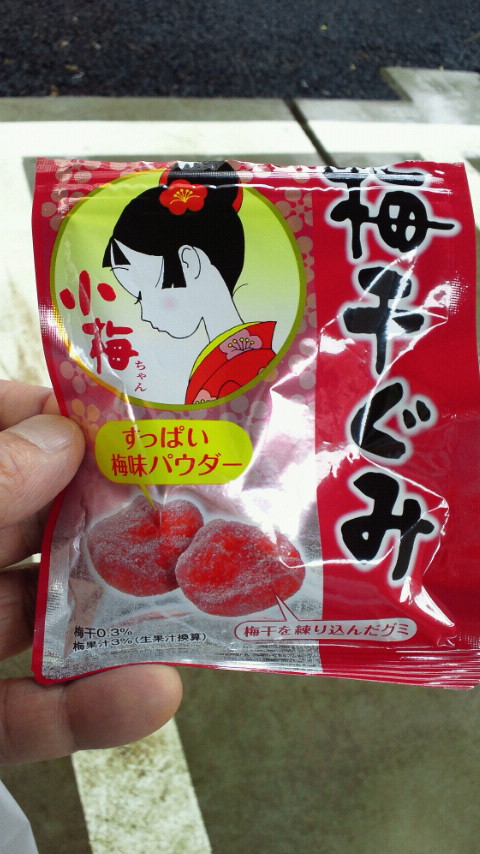 梅干ぐみ
小梅
ちゃん
すっぱい
梅味パウダー
梅干を練り込んだグミ
梅干0.3%
梅果汁3%(生果汁換算)